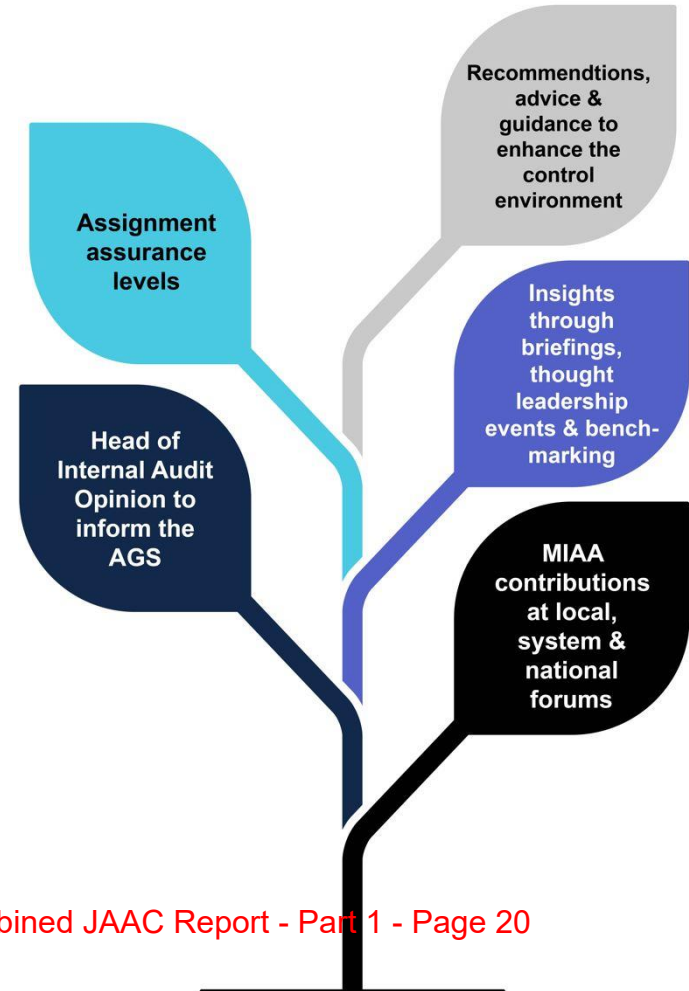 Recommendtions,
advice &
guidance to
enhance the
control
environment
Assignment
assurance
levels
Insights
through
briefings,
thought
leadership
events & bench-
marking
Head of
Internal Audit
Opinion to
inform the
AGS
MIAA
contributions
at local,
system &
national
forums
bined JAAC Report - Part 1 - Page 20